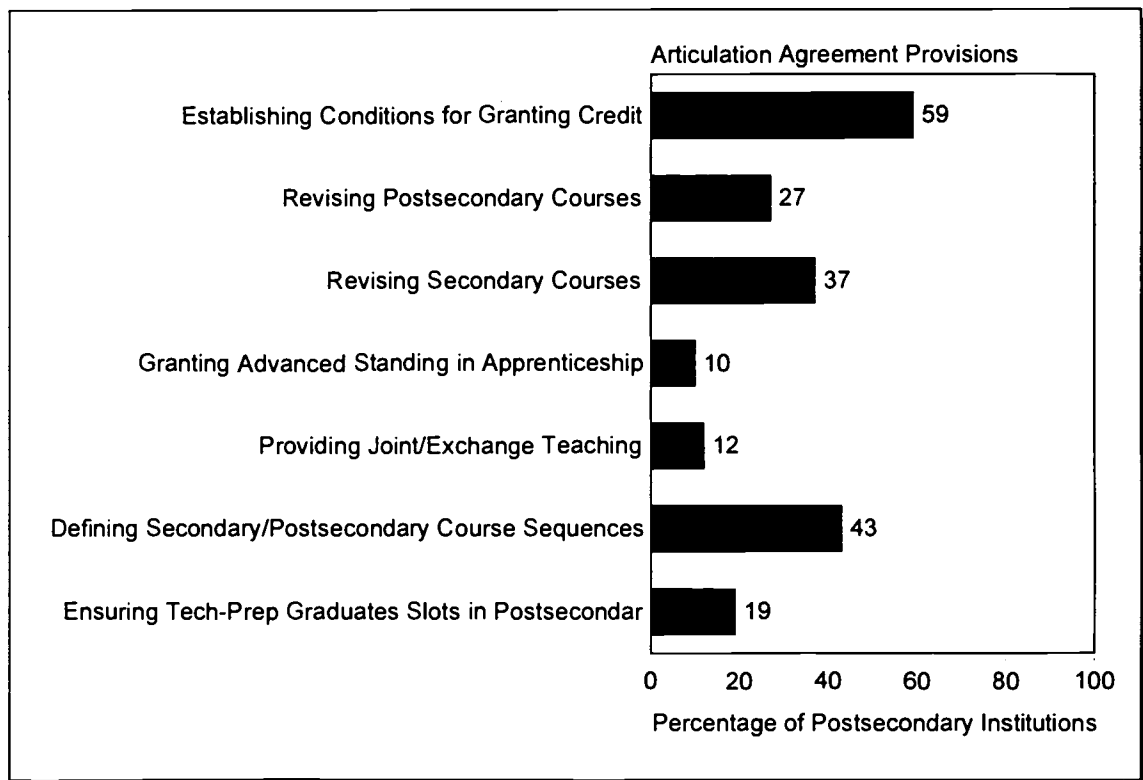 Articulation Agreement Provisions
Establishing Conditions for Granting Credit 59
Revising Postsecondary Courses 27
Revising Secondary Courses 37
Granting Advanced Standing in Apprenticeship 10
Providing Joint/Exchange Teaching 12
Defining Secondary/Postsecondary Course Sequences 43
Ensuring Tech-Prep Graduates Slots in Postsecondar 19
0 20 40 60 80 100
Percentage of Postsecondary Institutions